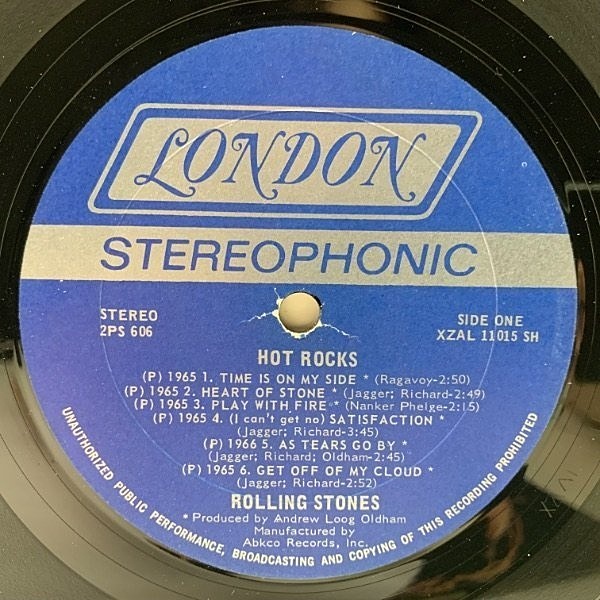 LONDON
STEREOPHONIC
STEREO
2PS 606
SIDE ONE
XZAL 11015 SH
HOT ROCKS
(P) 1965 1. TIME IS ON MY SIDE * (Ragavoy-2:50)
(P) 1965 2. HEART OF STONE * (Jagger; Richard-2:49)
(P) 1965 3. PLAY WITH FIRE * (Nanker Phelge-2:15)
(P) 1965 4. (I can't get no) SATISFACTION *
(Jagger; Richard-3:45)
(P) 1966 5. AS TEARS GO BY *
(Jagger; Richard; Oldham-2:45)
(P) 1965 6. GET OFF OF MY CLOUD *
(Jagger; Richard-2:52)
ROLLING STONES
* Produced by Andrew Loog Oldham
Manufactured by
Abkco Records, Inc.
UNAUTHORIZED PUBLIC PERFORMANCE, BROADCASTING AND COPYING OF THIS RECORDING PROHIBITED